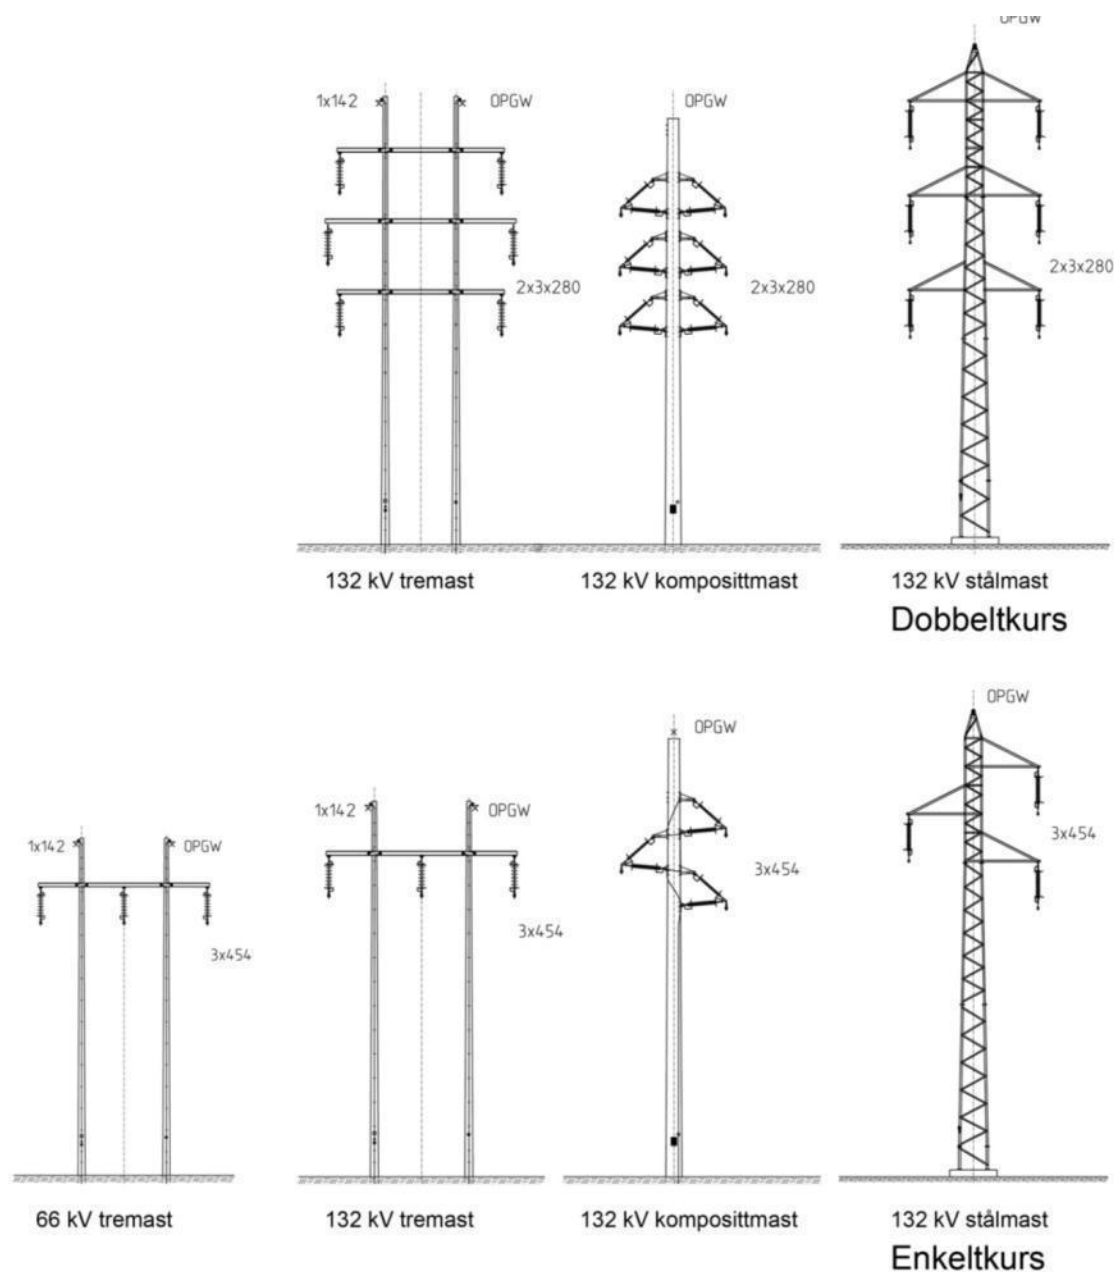 OPGW
1x142 OPGW
OPGW
2x3x280
2x3x280
2x3x280
132 kV tremast
132 kV komposittmast
132 kV stålmast
Dobbeltkurs
OPGW
OPGW
1x142 OPGW
1x142 OPGW
3x454
3x454
3x454
3x454
66 kV tremast
132 kV tremast
132 kV komposittmast
132 kV stålmast
Enkeltkurs